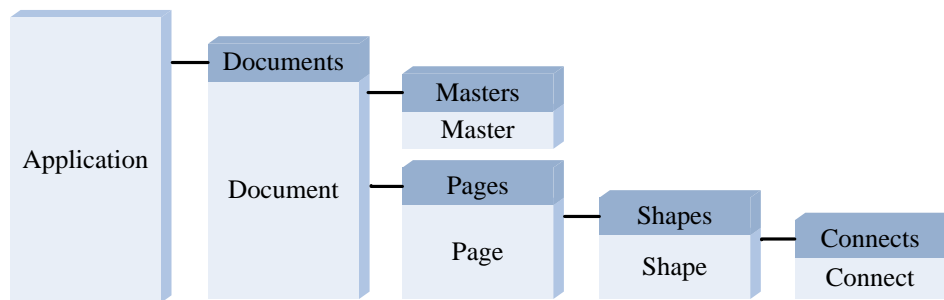 Application
Documents
Document
Masters
Master
Pages
Page
Shapes
Shape
Connects
Connect